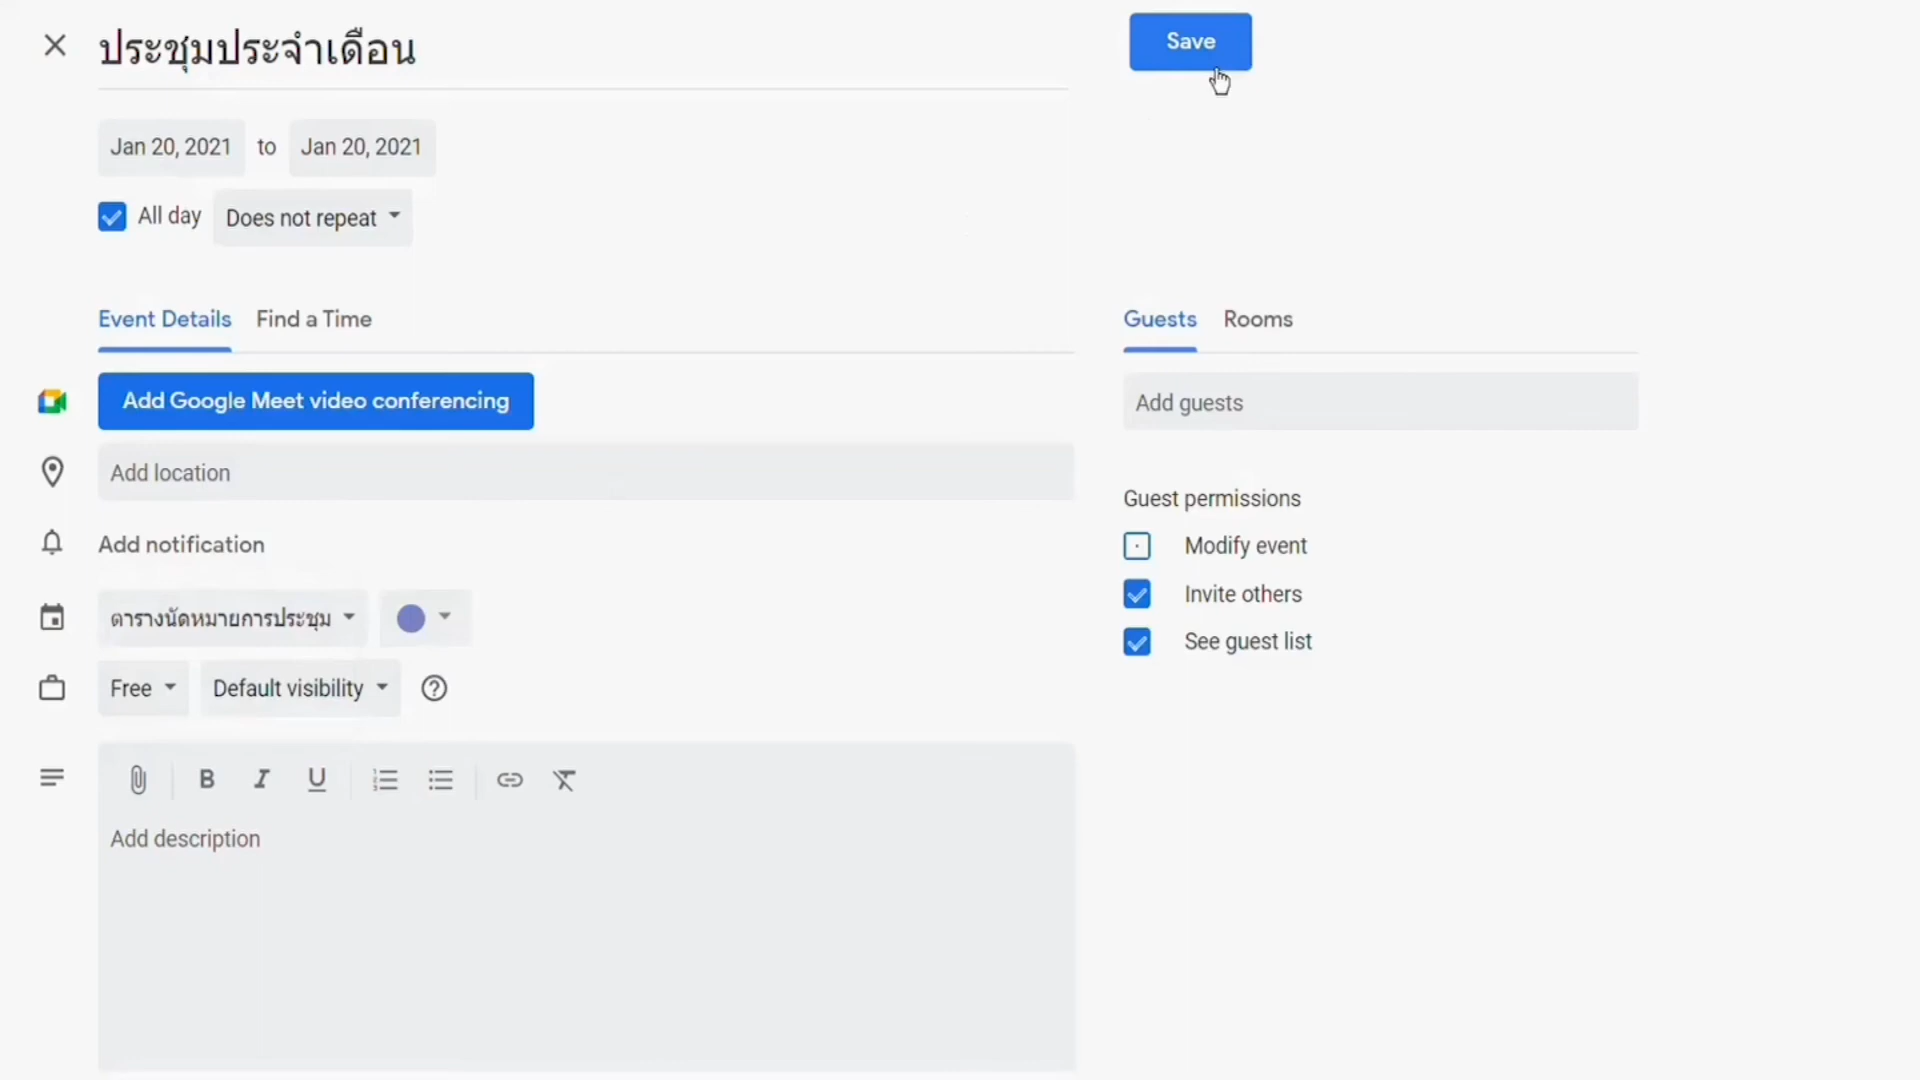 ประชุมประจำเดือน
Save
Jan 20, 2021 to Jan 20, 2021
All day Does not repeat
Event Details Find a Time
Guests Rooms
Add Google Meet video conferencing
Add guests
Add location
Guest permissions
Add notification
Modify event
Invite others
ตารางนัดหมายการประชุม
See guest list
Free Default visibility
B I U
Add description